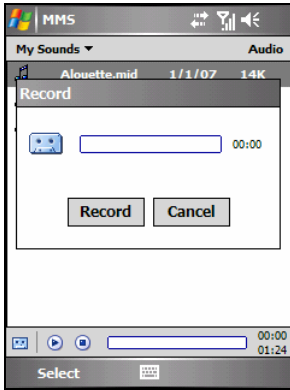 MMS
My Sounds Audio
Alouette.mid 1/1/07 14K
Record
00:00
Record Cancel
00:00
01:24
Select